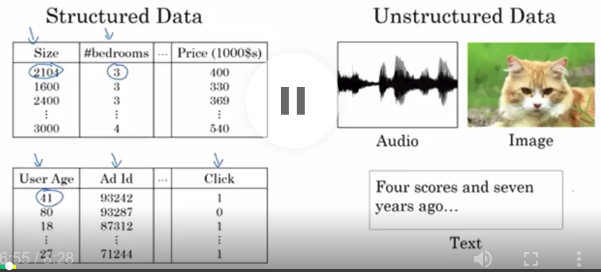 Structured Data
Size #bedrooms ... Price (1000$s)
2104 3 400
1600 3 330
2400 3 369
⋮ ⋮ ⋮
3000 4 540
User Age Ad Id ... Click
41 93242 1
80 93287 0
18 87312 1
⋮ ⋮ ⋮
27 71244 1
6:55 / 8:28
Unstructured Data
Audio
Image
Four scores and seven
years ago...
Text